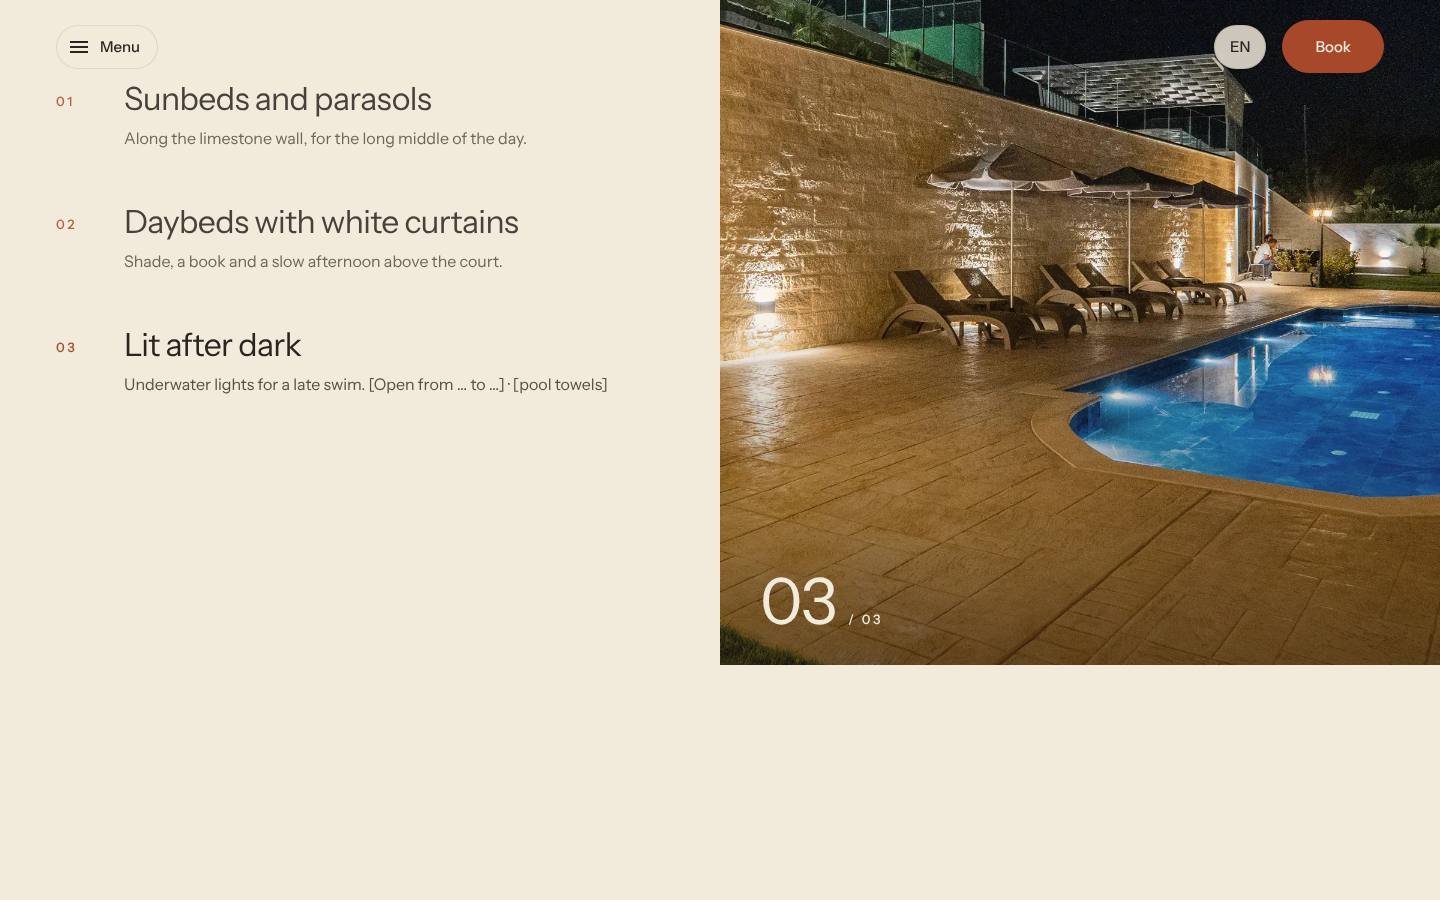 Menu
EN
Book
01
Sunbeds and parasols
Along the limestone wall, for the long middle of the day.
02
Daybeds with white curtains
Shade, a book and a slow afternoon above the court.
03
Lit after dark
Underwater lights for a late swim. [Open from … to …] · [pool towels]
03 / 03